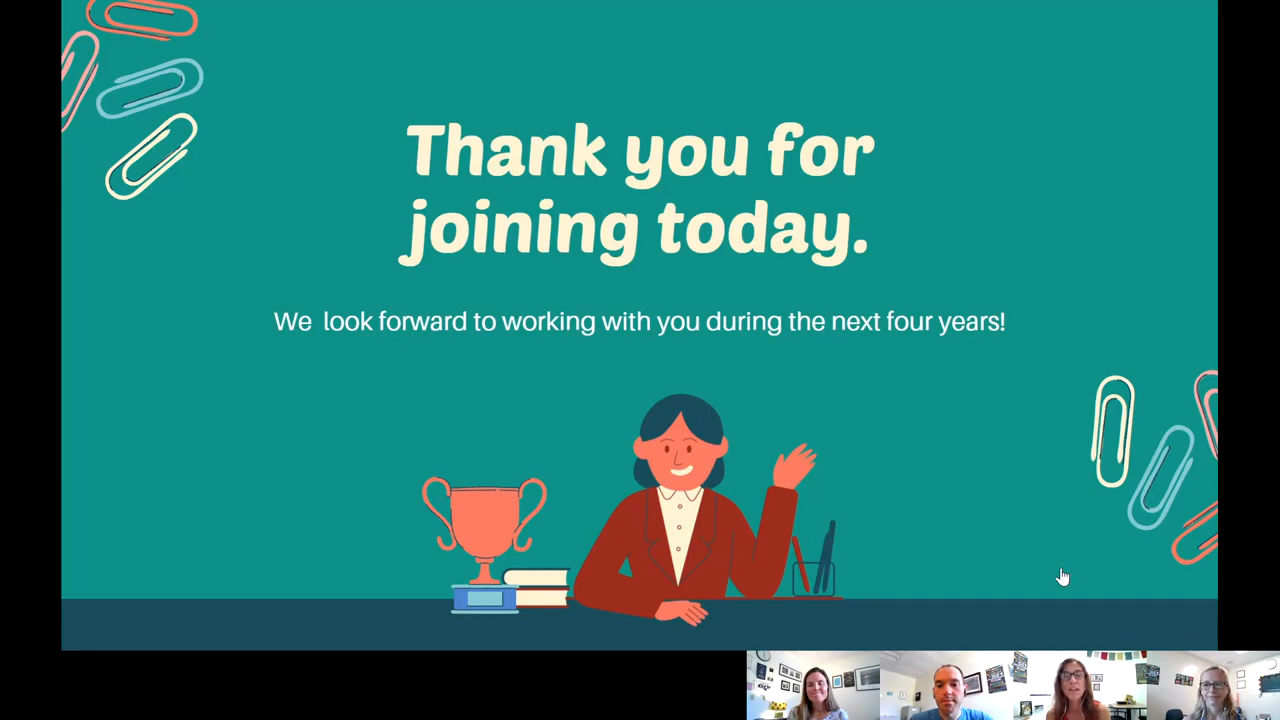 Thank you for
joining today.
We look forward to working with you during the next four years!